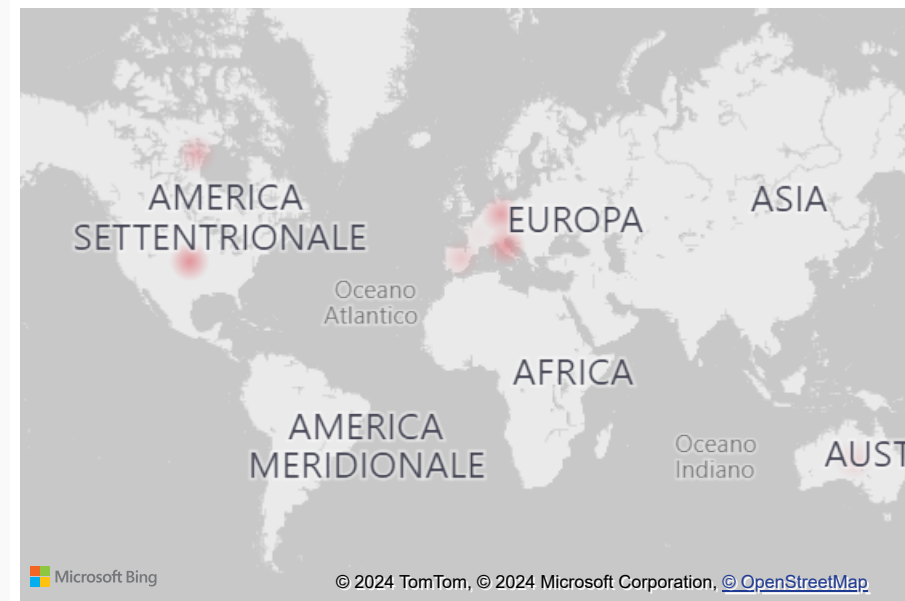 AMERICA
SETTENTRIONALE
EUROPA
ASIA
Oceano
Atlantico
AFRICA
AMERICA
MERIDIONALE
Oceano
Indiano
AUST
Microsoft Bing
© 2024 TomTom, © 2024 Microsoft Corporation, © OpenStreetMap